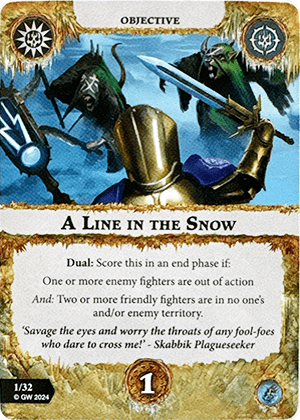 OBJECTIVE
A Line in the Snow
Dual: Score this in an end phase if:
One or more enemy fighters are out of action
And: Two or more friendly fighters are in no one's
and/or enemy territory.
'Savage the eyes and worry the throats of any fool-foes
who dare to cross me!' - Skabbik Plagueseeker
1/32
© GW 2024
1